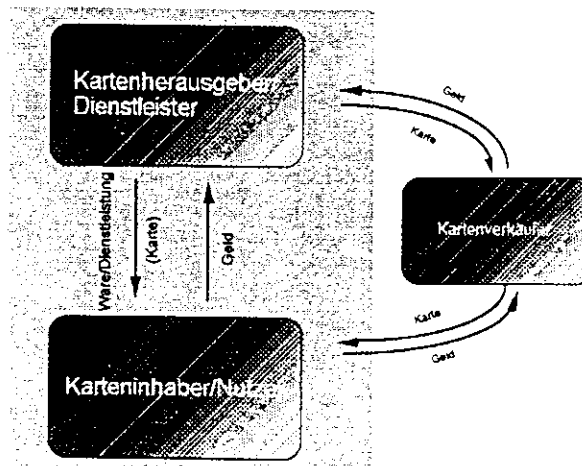 Kartenherausgeber/
Dienstleister
Geld
Karte
Ware/Dienstleistung
(Karte)
Geld
Kartenverkäufer
Karte
Geld
Karteninhaber/Nutzer